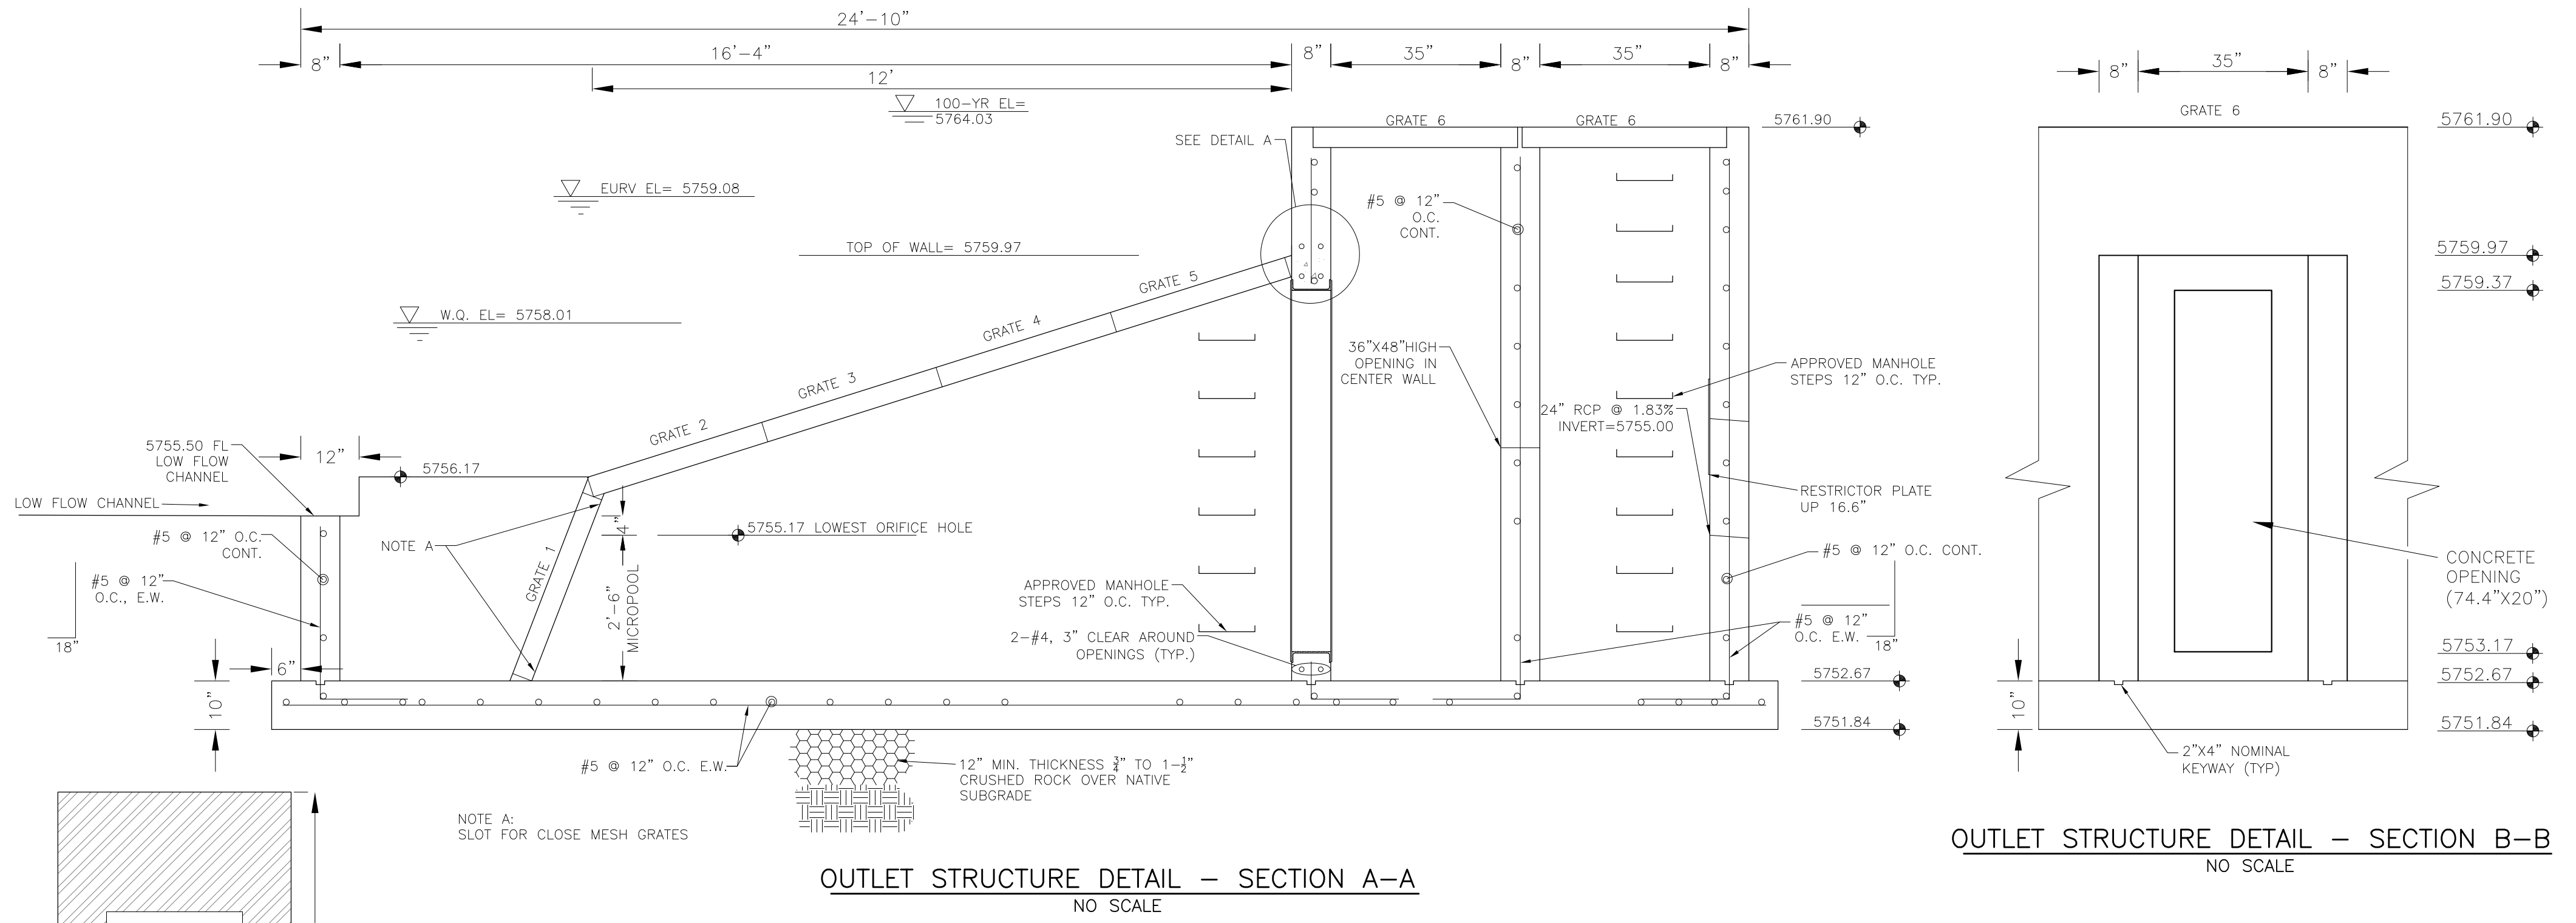 24'-10"
16'-4"
8"
8"
35"
8"
35"
8"
12'
100-YR EL=
5764.03
GRATE 6
GRATE 6
5761.90
SEE DETAIL A
EURV EL= 5759.08
#5 @ 12"
O.C.
CONT.
TOP OF WALL= 5759.97
GRATE 5
W.Q. EL= 5758.01
GRATE 4
36"X48"HIGH
OPENING IN
CENTER WALL
APPROVED MANHOLE
STEPS 12" O.C. TYP.
GRATE 3
24" RCP @ 1.83%
INVERT=5755.00
GRATE 2
5755.50 FL
LOW FLOW
CHANNEL
12"
5756.17
LOW FLOW CHANNEL
RESTRICTOR PLATE
UP 16.6"
4"
5755.17 LOWEST ORIFICE HOLE
#5 @ 12" O.C.
CONT.
NOTE A
GRATE 1
#5 @ 12" O.C. CONT.
#5 @ 12"
O.C., E.W.
2'-6"
MICROPOOL
APPROVED MANHOLE
STEPS 12" O.C. TYP.
18"
2-#4, 3" CLEAR AROUND
OPENINGS (TYP.)
#5 @ 12"
O.C. E.W.
18"
6"
10"
5752.67
5751.84
#5 @ 12" O.C. E.W.
12" MIN. THICKNESS 3/4" TO 1-1/2"
CRUSHED ROCK OVER NATIVE
SUBGRADE
NOTE A:
SLOT FOR CLOSE MESH GRATES
OUTLET STRUCTURE DETAIL - SECTION A-A
NO SCALE
8"
35"
8"
GRATE 6
5761.90
5759.97
5759.37
CONCRETE
OPENING
(74.4"X20")
5753.17
5752.67
10"
5751.84
2"X4" NOMINAL
KEYWAY (TYP)
OUTLET STRUCTURE DETAIL - SECTION B-B
NO SCALE